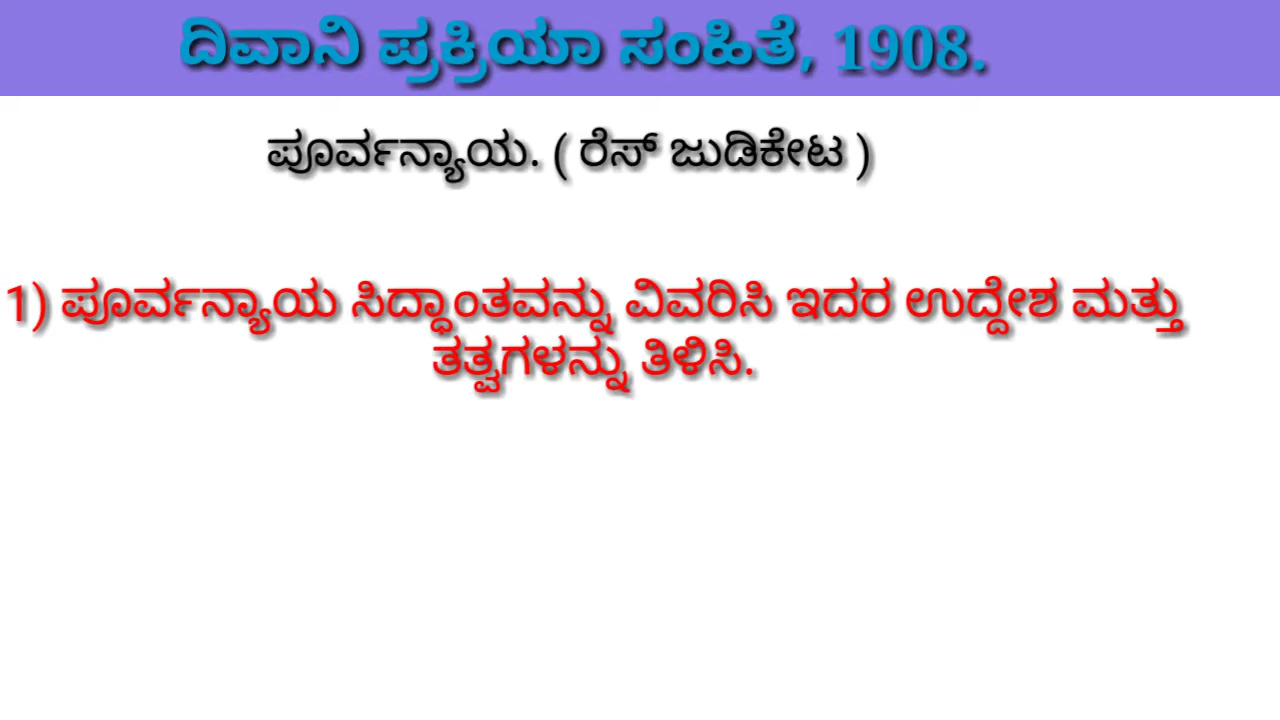 ದಿವಾನಿ ಪ್ರಕ್ರಿಯಾ ಸಂಹಿತೆ, 1908.
ಪೂರ್ವನ್ಯಾಯ. ( ರೆಸ್ ಜುಡಿಕೇಟ )
1) ಪೂರ್ವನ್ಯಾಯ ಸಿದ್ಧಾಂತವನ್ನು ವಿವರಿಸಿ ಇದರ ಉದ್ದೇಶ ಮತ್ತು
ತತ್ವಗಳನ್ನು ತಿಳಿಸಿ.